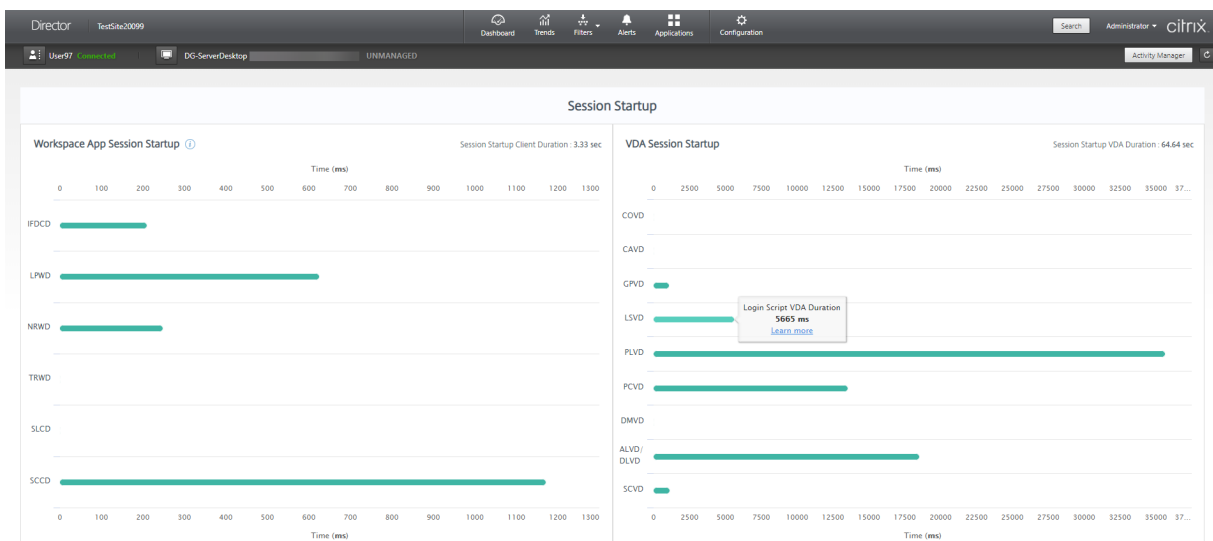 Director TestSite20099 Dashboard Trends Filters Alerts Applications Configuration Search Administrator citrix
User97 Connected DG-ServerDesktop UNMANAGED Activity Manager
Session Startup
Workspace App Session Startup Session Startup Client Duration : 3.33 sec
Time (ms)
0 100 200 300 400 500 600 700 800 900 1000 1100 1200 1300
IFDCD
LPWD
NRWD
TRWD
SLCD
SCCD
0 100 200 300 400 500 600 700 800 900 1000 1100 1200 1300
Time (ms)
VDA Session Startup Session Startup VDA Duration : 64.64 sec
Time (ms)
0 2500 5000 7500 10000 12500 15000 17500 20000 22500 25000 27500 30000 32500 35000 37...
COVD
CAVD
GPVD
LSVD
Login Script VDA Duration
5665 ms
Learn more
PLVD
PCVD
DMVD
ALVD/
DLVD
SCVD
0 2500 5000 7500 10000 12500 15000 17500 20000 22500 25000 27500 30000 32500 35000 37...
Time (ms)